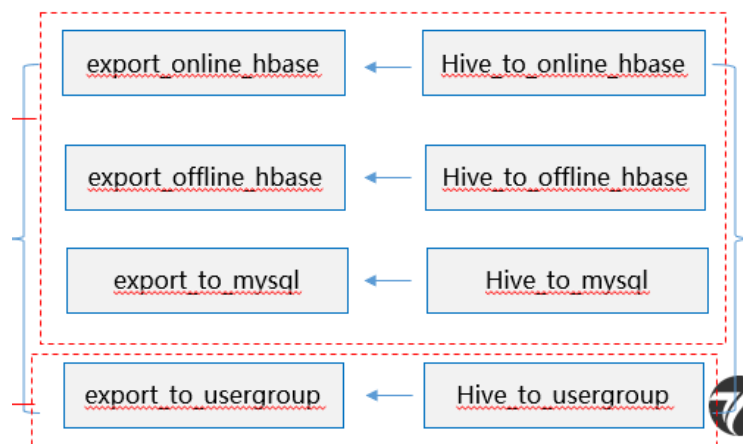 export_online_hbase Hive_to_online_hbase
export_offline_hbase Hive_to_offline_hbase
export_to_mysql Hive_to_mysql
export_to_usergroup Hive_to_usergroup